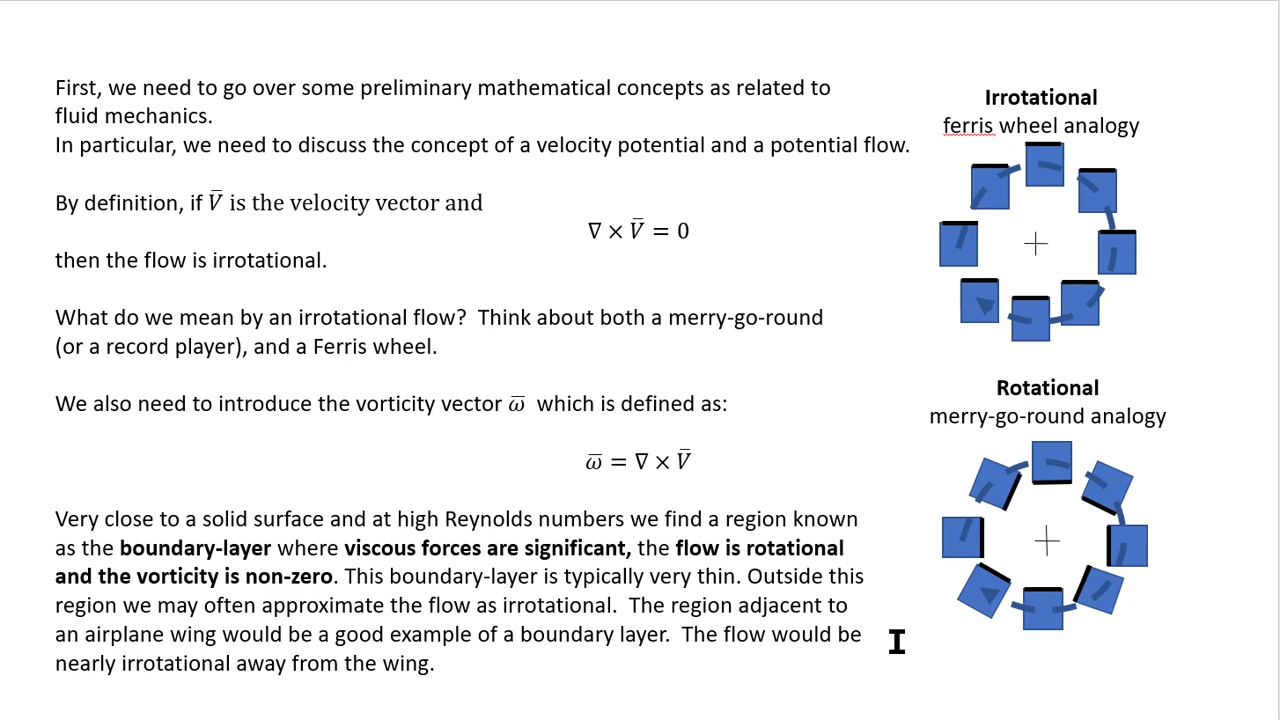 First, we need to go over some preliminary mathematical concepts as related to
fluid mechanics.
In particular, we need to discuss the concept of a velocity potential and a potential flow.
By definition, if V̅ is the velocity vector and
∇ × V̅ = 0
then the flow is irrotational.
What do we mean by an irrotational flow?  Think about both a merry-go-round
(or a record player), and a Ferris wheel.
We also need to introduce the vorticity vector ω̅  which is defined as:
ω̅ = ∇ × V̅
Very close to a solid surface and at high Reynolds numbers we find a region known
as the boundary-layer where viscous forces are significant, the flow is rotational
and the vorticity is non-zero. This boundary-layer is typically very thin. Outside this
region we may often approximate the flow as irrotational.  The region adjacent to
an airplane wing would be a good example of a boundary layer.  The flow would be
nearly irrotational away from the wing.
Irrotational
ferris wheel analogy
Rotational
merry-go-round analogy